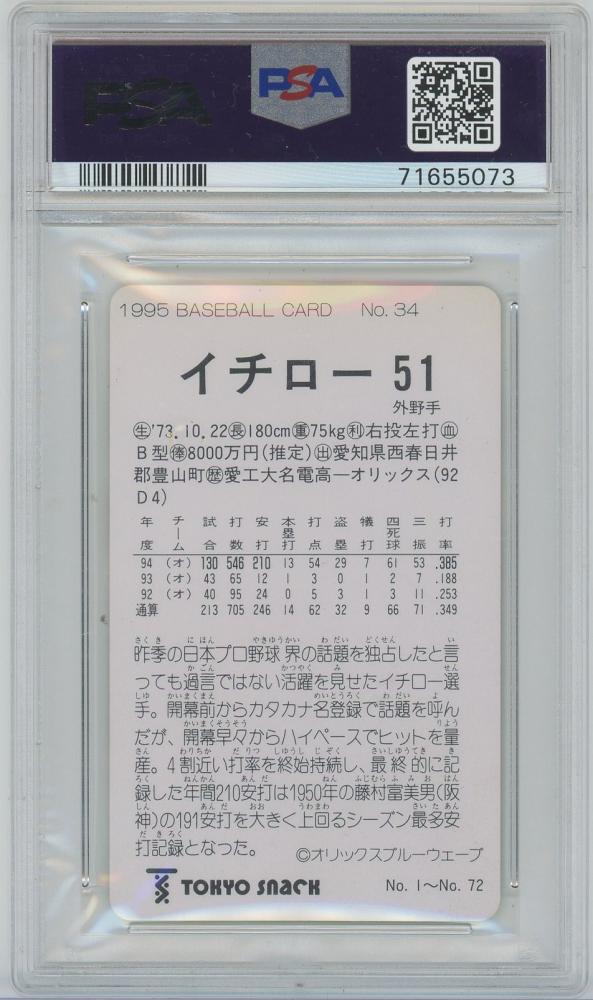 PSA
PSA
71655073
1995 BASEBALL CARD No. 34
イチロー 51
外野手
㊤'73.10.22㊐180cm㊥75kg㊒右投左打㊋
B型㊡8000万円(推定)㊓愛知県西春日井
郡豊山町㊔愛工大名電高―オリックス(92
D4)
年度 チーム 試合 打数 安打 本塁打 打点 盗塁 犠打 四死球 三振 打率
94 (オ) 130 546 210 13 54 29 7 61 53 .385
93 (オ) 43 65 12 1 3 0 1 2 7 .188
92 (オ) 40 95 24 0 5 3 1 3 11 .253
通算 213 705 246 14 62 32 9 66 71 .349
昨季の日本プロ野球界の話題を独占したと言
っても過言ではない活躍を見せたイチロー選
手。開幕前からカタカナ名登録で話題を呼ん
だが、開幕早々からハイペースでヒットを量
産。4割近い打率を終始持続し、最終的に記
録した年間210安打は1950年の藤村富美男(阪
神)の191安打を大きく上回るシーズン最多安
打記録となった。
©オリックスブルーウェーブ
TOKYO SNACK No. 1～No. 72